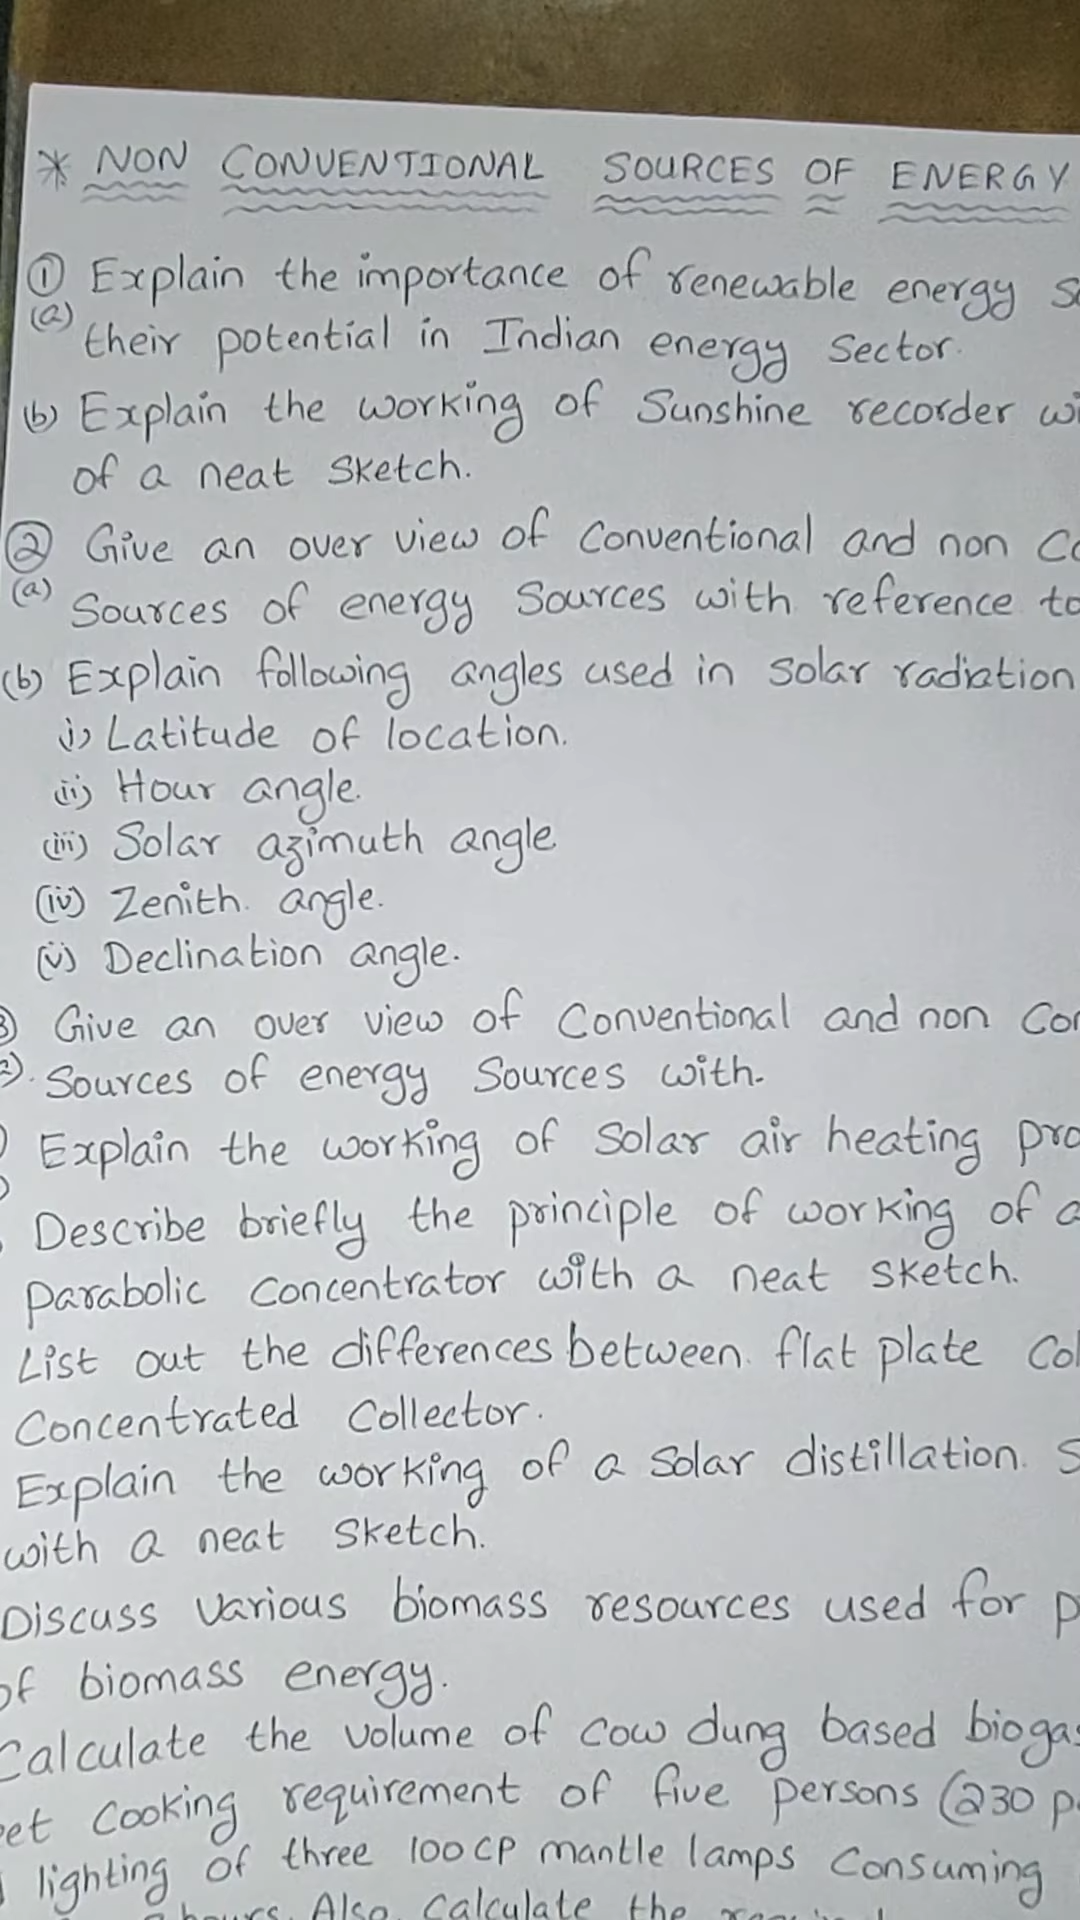 * NON CONVENTIONAL SOURCES OF ENERGY
① Explain the importance of renewable energy
(a) their potential in Indian energy Sector.
(b) Explain the working of Sunshine recorder
of a neat Sketch.
② Give an over view of Conventional and non
(a) Sources of energy Sources with reference to
(b) Explain following angles used in Solar radiation
i) Latitude of location.
(ii) Hour angle.
(iii) Solar azimuth angle
(iv) Zenith. angle.
(v) Declination angle.
Give an over view of Conventional and non
Sources of energy Sources with.
Explain the working of Solar air heating
Describe briefly the principle of working of
parabolic Concentrator with a neat Sketch.
List out the differences between. flat plate
Concentrated Collector.
Explain the working of a Solar distillation.
with a neat Sketch.
Discuss Various biomass resources used for
of biomass energy.
Calculate the volume of cow dung based
Cooking requirement of five persons (230
lighting of three 100CP mantle lamps Consuming
Also Calculate the